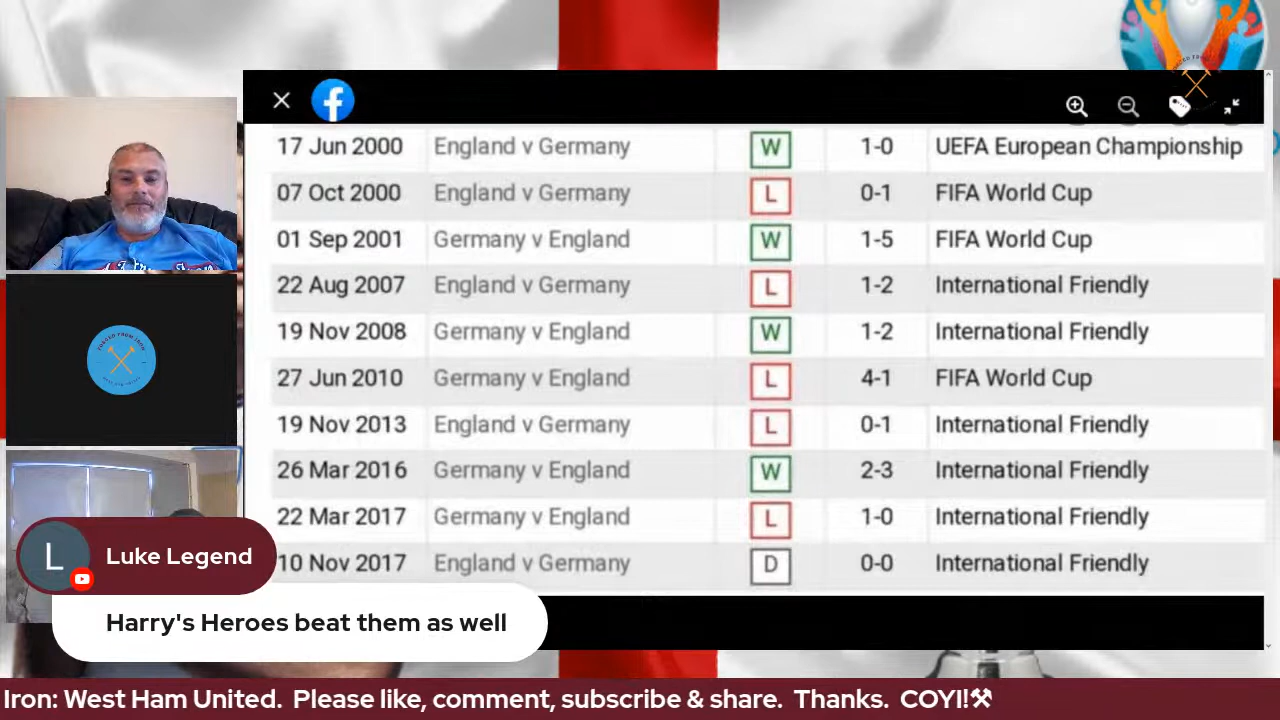 17 Jun 2000 England v Germany W 1-0 UEFA European Championship
07 Oct 2000 England v Germany L 0-1 FIFA World Cup
01 Sep 2001 Germany v England W 1-5 FIFA World Cup
22 Aug 2007 England v Germany L 1-2 International Friendly
19 Nov 2008 Germany v England W 1-2 International Friendly
27 Jun 2010 Germany v England L 4-1 FIFA World Cup
19 Nov 2013 England v Germany L 0-1 International Friendly
26 Mar 2016 Germany v England W 2-3 International Friendly
22 Mar 2017 Germany v England L 1-0 International Friendly
10 Nov 2017 England v Germany D 0-0 International Friendly
FORGED FROM IRON
L Luke Legend
Harry's Heroes beat them as well
Iron: West Ham United. Please like, comment, subscribe & share. Thanks. COYI!⚒